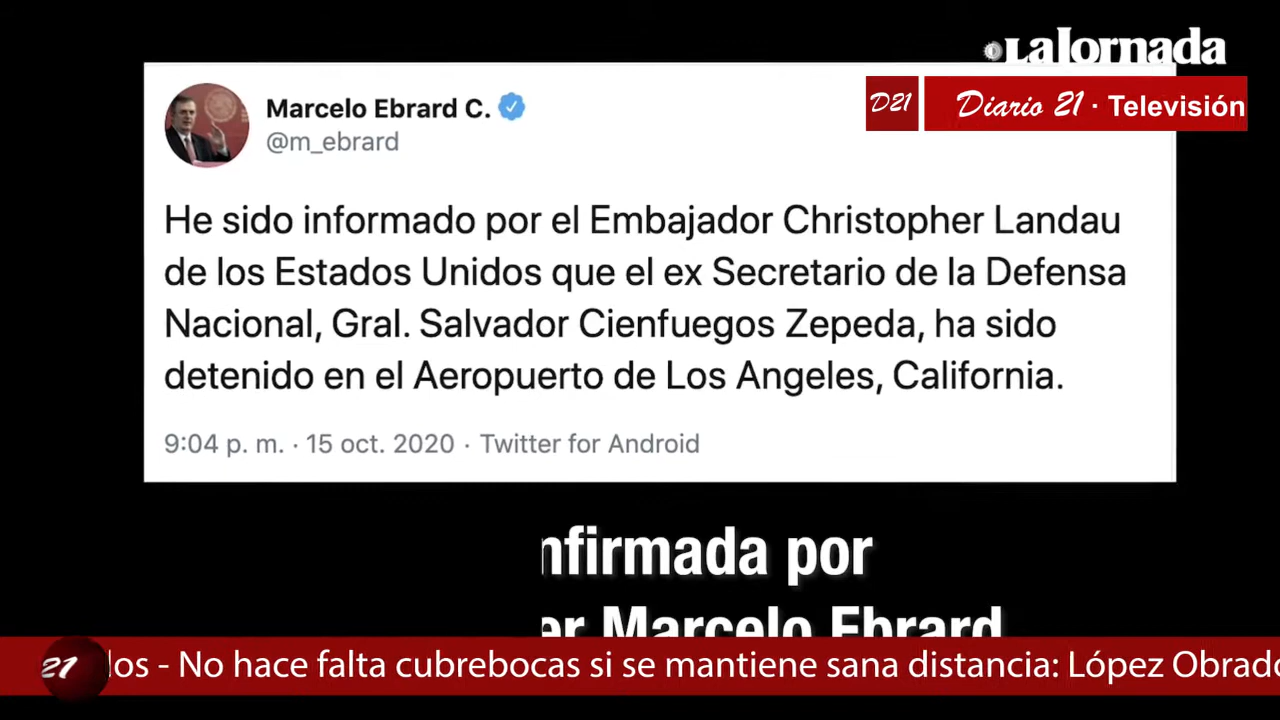 La Jornada
D21
Diario 21 · Televisión
Marcelo Ebrard C.
@m_ebrard
He sido informado por el Embajador Christopher Landau
de los Estados Unidos que el ex Secretario de la Defensa
Nacional, Gral. Salvador Cienfuegos Zepeda, ha sido
detenido en el Aeropuerto de Los Angeles, California.
9:04 p. m. · 15 oct. 2020 · Twitter for Android
nfirmada por
er Marcelo Ebrard
21
los - No hace falta cubrebocas si se mantiene sana distancia: López Obrado